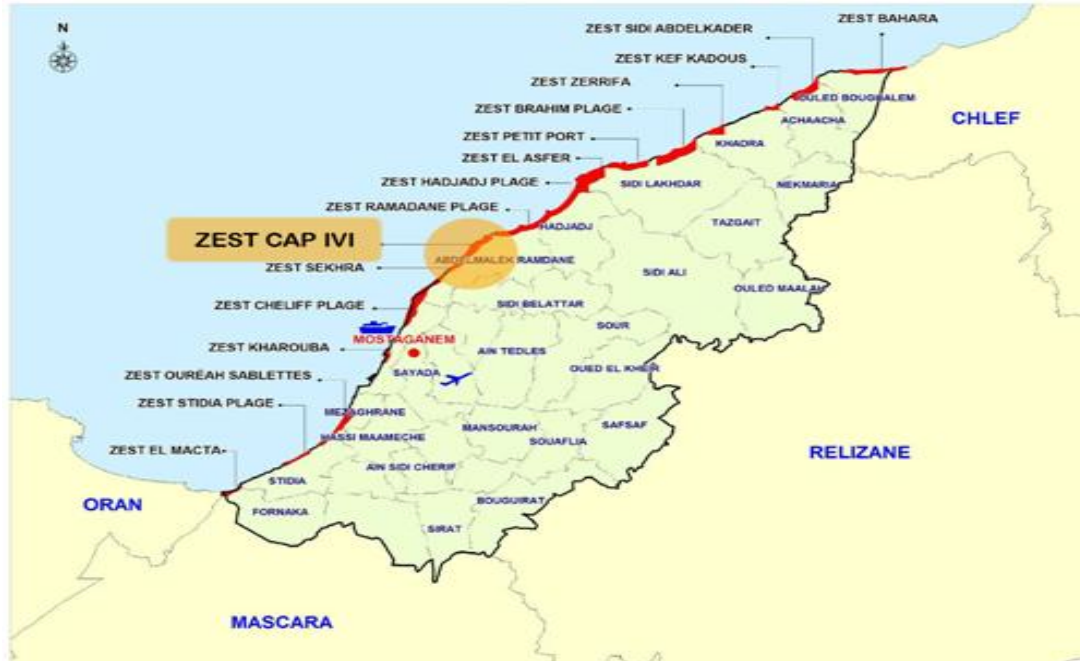 ZEST BAHARA
N
ZEST SIDI ABDELKADER
ZEST KEF KADOUS
ZEST ZERRIFA
OULED BOUGHALEM
ZEST BRAHIM PLAGE
CHLEF
ACHAACHA
ZEST PETIT PORT
KHADRA
ZEST EL ASFER
ZEST HADJADJ PLAGE
SIDI LAKHDAR
NEKMARIA
ZEST RAMADANE PLAGE
TAZGAIT
HADJADJ
ZEST CAP IVI
ABDELMALEK RAMDANE
ZEST SEKHRA
SIDI ALI
OULED MAALAH
ZEST CHELIFF PLAGE
SIDI BELATTAR
SOUR
MOSTAGANEM
ZEST KHAROUBA
AIN TEDLES
SAYADA
OUED EL KHEIR
ZEST OURÉAH SABLETTES
ZEST STIDIA PLAGE
MEZAGHRANE
MANSOURAH
SAFSAF
HASSI MAAMECHE
SOUAFLIA
ZEST EL MACTA
RELIZANE
AIN SIDI CHERIF
STIDIA
ORAN
BOUGUIRAT
FORNAKA
SIRAT
MASCARA